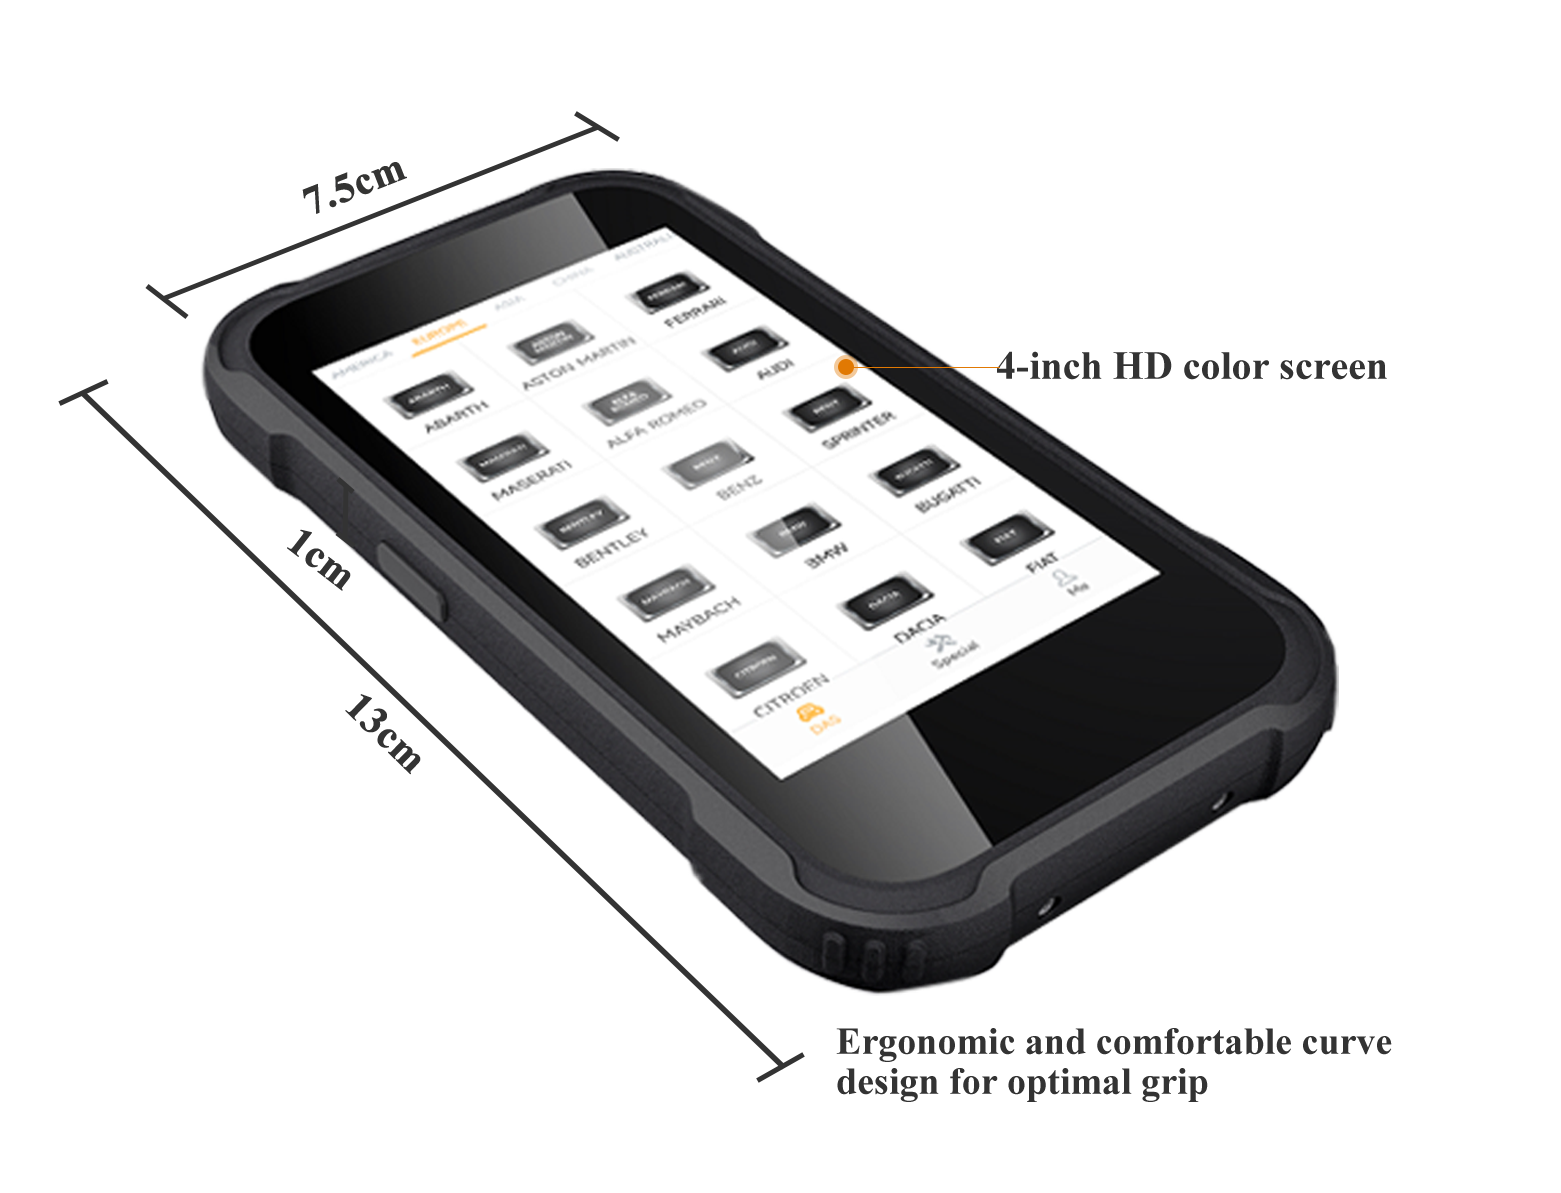 7.5cm
4-inch HD color screen
1cm
13cm
Ergonomic and comfortable curve
design for optimal grip
AMERICA EUROPE ASIA CHINA AUSTRALI
ABARTH ASTON MARTIN FERRARI
MASERATI ALFA ROMEO AUDI
BENTLEY BENZ SPRINTER
MAYBACH BMW BUGATTI
CITROEN DACIA FIAT
DAS Special Me